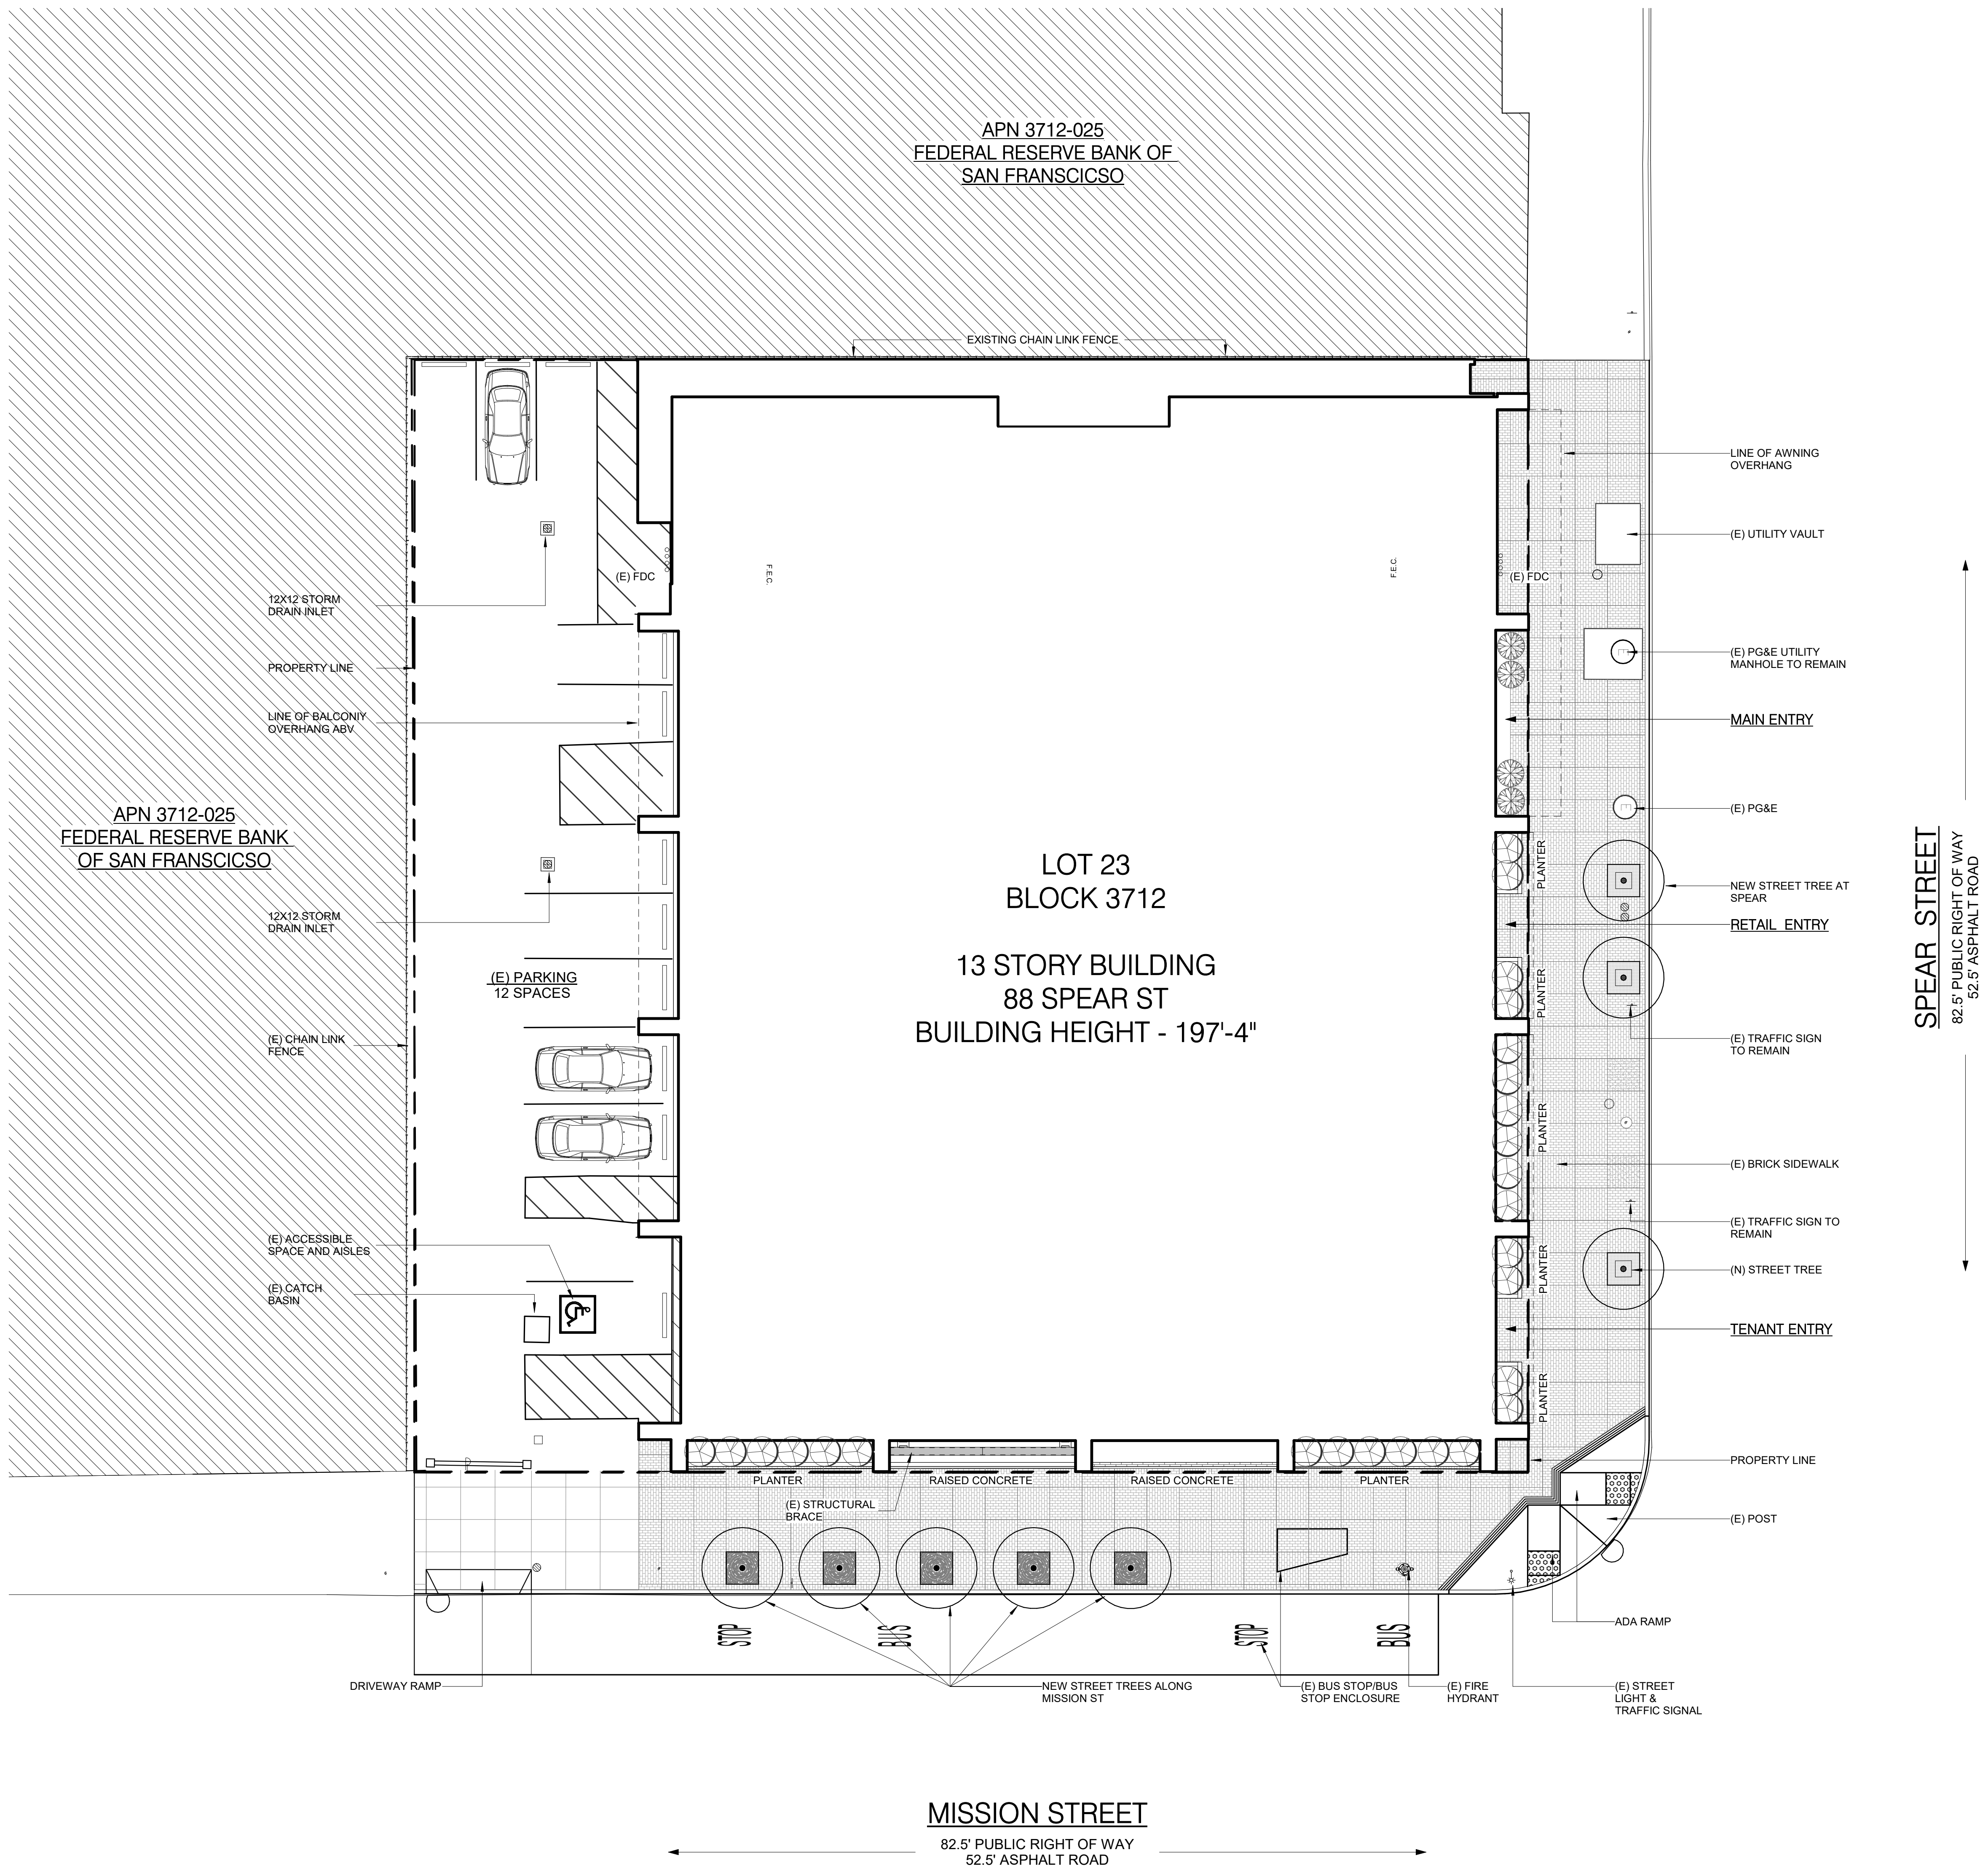 APN 3712-025
FEDERAL RESERVE BANK OF
SAN FRANSCICSO
EXISTING CHAIN LINK FENCE
LINE OF AWNING
OVERHANG
(E) UTILITY VAULT
(E) FDC
F.E.C.
F.E.C.
(E) FDC
12X12 STORM
DRAIN INLET
(E) PG&E UTILITY
MANHOLE TO REMAIN
PROPERTY LINE
LINE OF BALCONIY
OVERHANG ABV
MAIN ENTRY
(E) PG&E
APN 3712-025
FEDERAL RESERVE BANK
OF SAN FRANSCICSO
LOT 23
BLOCK 3712
13 STORY BUILDING
88 SPEAR ST
BUILDING HEIGHT - 197'-4"
PLANTER
NEW STREET TREE AT
SPEAR
RETAIL ENTRY
12X12 STORM
DRAIN INLET
(E) PARKING
12 SPACES
PLANTER
SPEAR STREET
82.5' PUBLIC RIGHT OF WAY
52.5' ASPHALT ROAD
(E) CHAIN LINK
FENCE
(E) TRAFFIC SIGN
TO REMAIN
PLANTER
(E) BRICK SIDEWALK
(E) TRAFFIC SIGN TO
REMAIN
(E) ACCESSIBLE
SPACE AND AISLES
PLANTER
(N) STREET TREE
(E) CATCH
BASIN
TENANT ENTRY
PLANTER
PROPERTY LINE
PLANTER
RAISED CONCRETE
RAISED CONCRETE
PLANTER
(E) STRUCTURAL
BRACE
(E) POST
STOP
BUS
STOP
BUS
ADA RAMP
DRIVEWAY RAMP
NEW STREET TREES ALONG
MISSION ST
(E) BUS STOP/BUS
STOP ENCLOSURE
(E) FIRE
HYDRANT
(E) STREET
LIGHT &
TRAFFIC SIGNAL
MISSION STREET
82.5' PUBLIC RIGHT OF WAY
52.5' ASPHALT ROAD